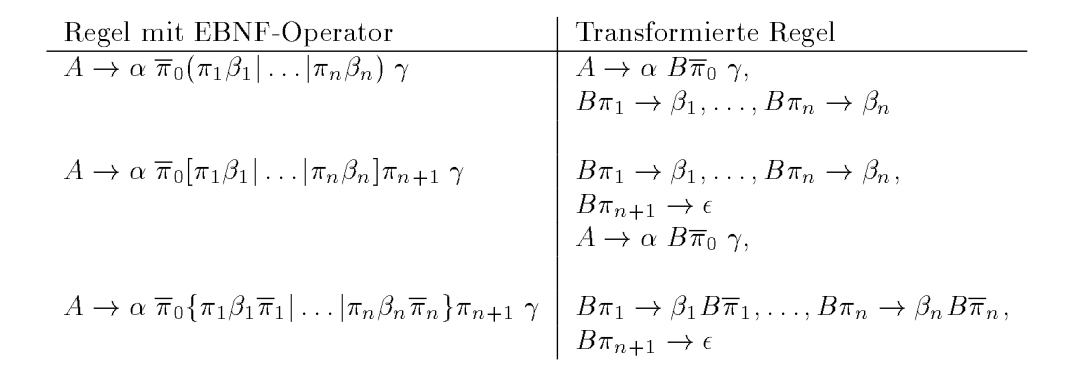 Regel mit EBNF-Operator | Transformierte Regel
A → α π̅₀(π₁β₁|...|πₙβₙ) γ | A → α Bπ̅₀ γ,
Bπ₁ → β₁,...,Bπₙ → βₙ
A → α π̅₀[π₁β₁|...|πₙβₙ]πₙ₊₁ γ | Bπ₁ → β₁,...,Bπₙ → βₙ,
Bπₙ₊₁ → ϵ
A → α Bπ̅₀ γ,
A → α π̅₀{π₁β₁π̅₁|...|πₙβₙπ̅ₙ}πₙ₊₁ γ | Bπ₁ → β₁Bπ̅₁,...,Bπₙ → βₙBπ̅ₙ,
Bπₙ₊₁ → ϵ